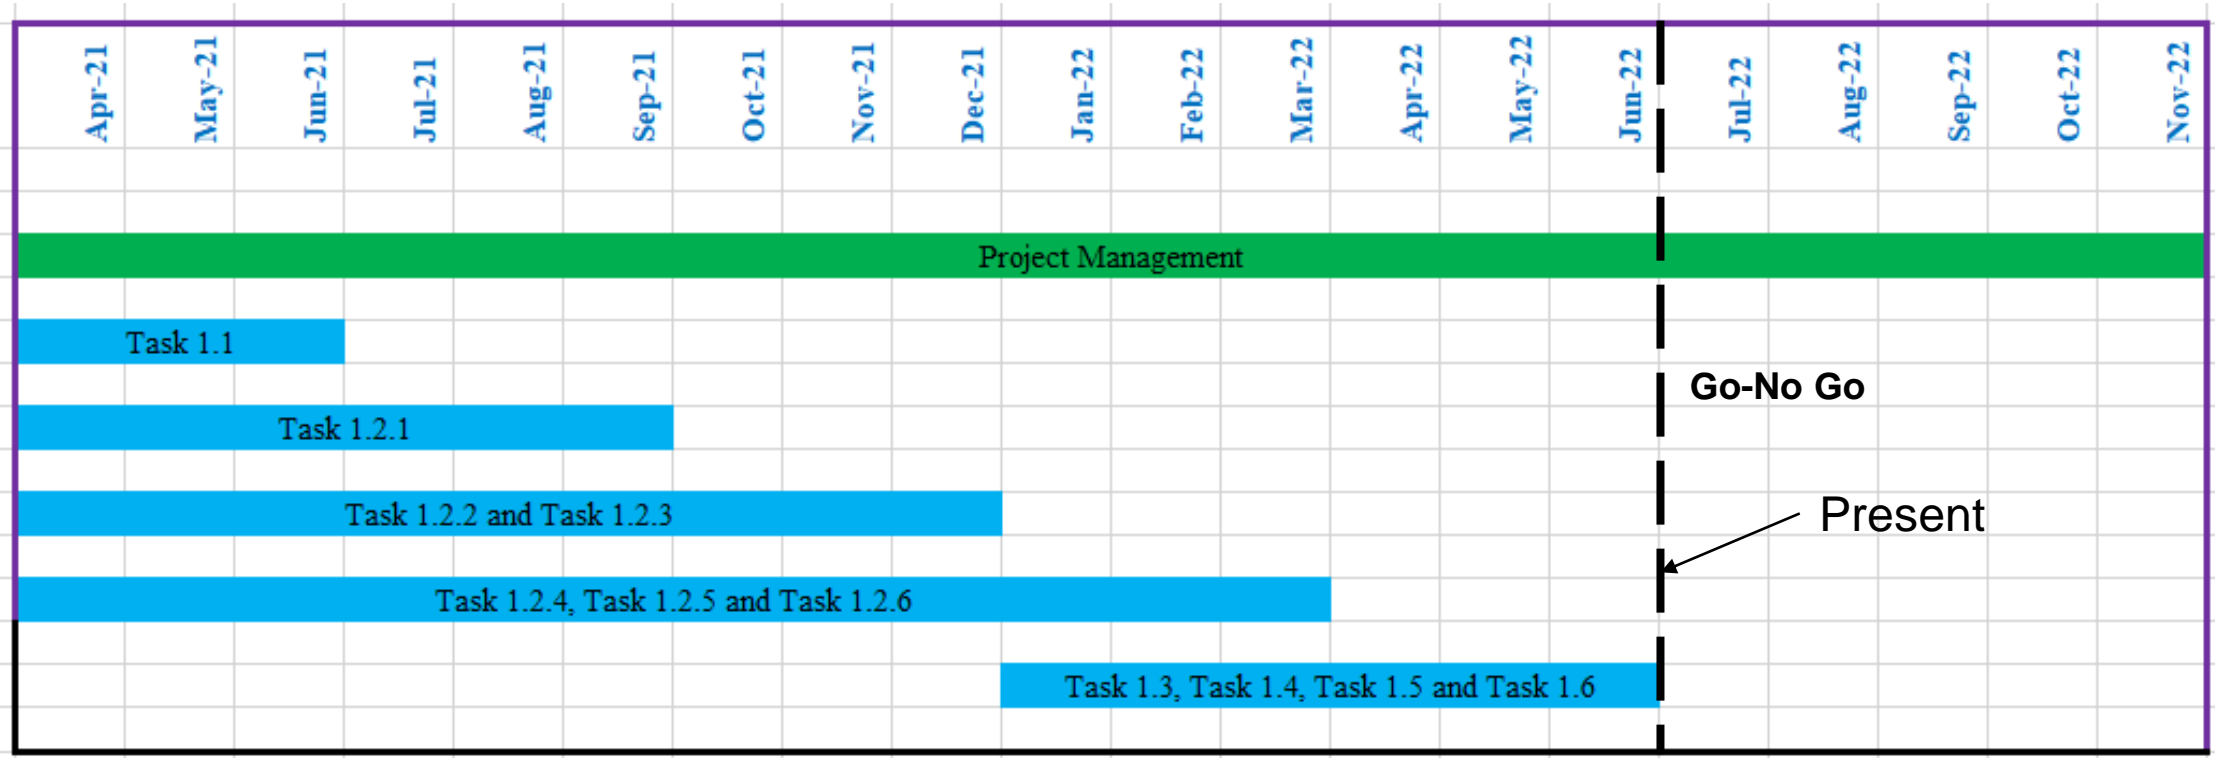 Apr-21
May-21
Jun-21
Jul-21
Aug-21
Sep-21
Oct-21
Nov-21
Dec-21
Jan-22
Feb-22
Mar-22
Apr-22
May-22
Jun-22
Jul-22
Aug-22
Sep-22
Oct-22
Nov-22
Project Management
Task 1.1
Go-No Go
Task 1.2.1
Task 1.2.2 and Task 1.2.3
Present
Task 1.2.4, Task 1.2.5 and Task 1.2.6
Task 1.3, Task 1.4, Task 1.5 and Task 1.6